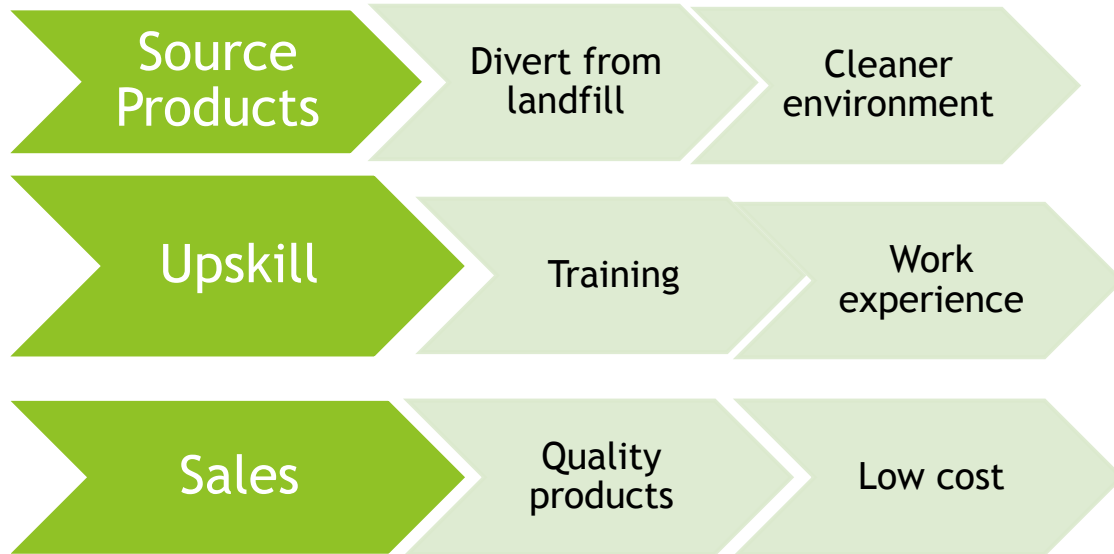 Source
Products
Divert from
landfill
Cleaner
environment
Upskill
Training
Work
experience
Sales
Quality
products
Low cost